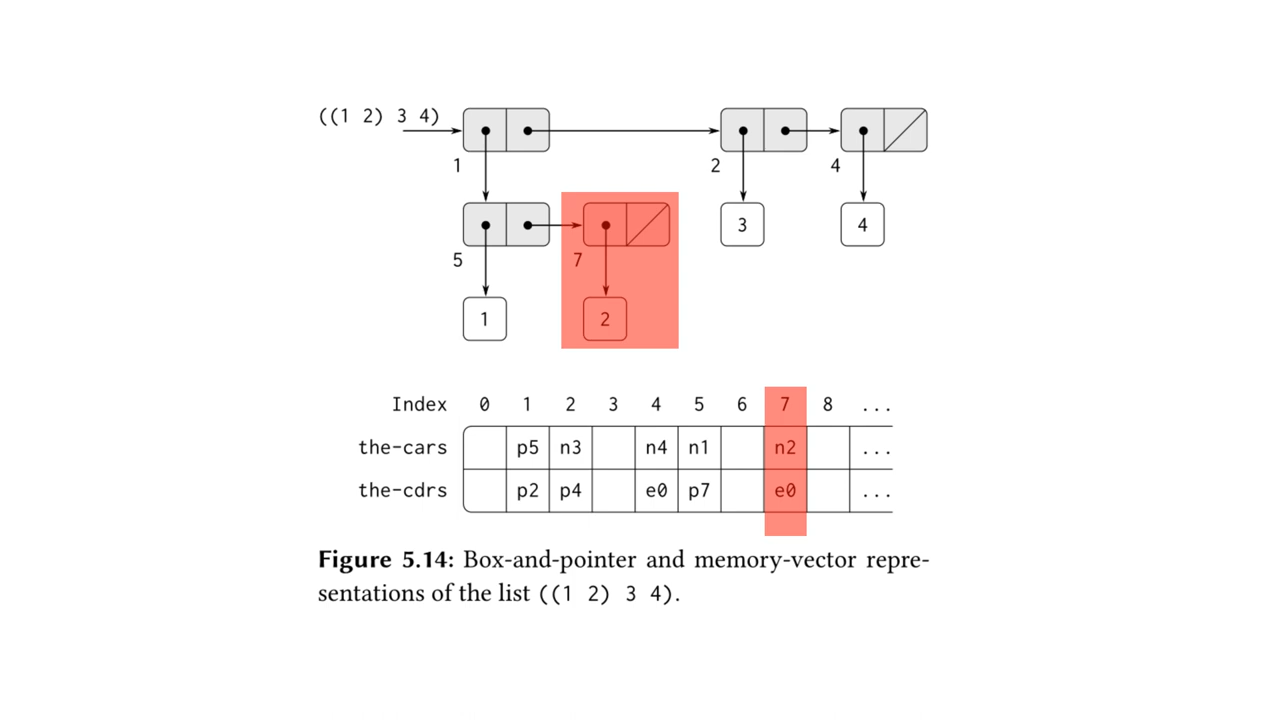 ((1 2) 3 4)
1
2
4
3
4
5
7
1
2
Index 0 1 2 3 4 5 6 7 8 ...
the-cars p5 n3 n4 n1 n2 ...
the-cdrs p2 p4 e0 p7 e0 ...
Figure 5.14: Box-and-pointer and memory-vector repre-
sentations of the list ((1 2) 3 4).